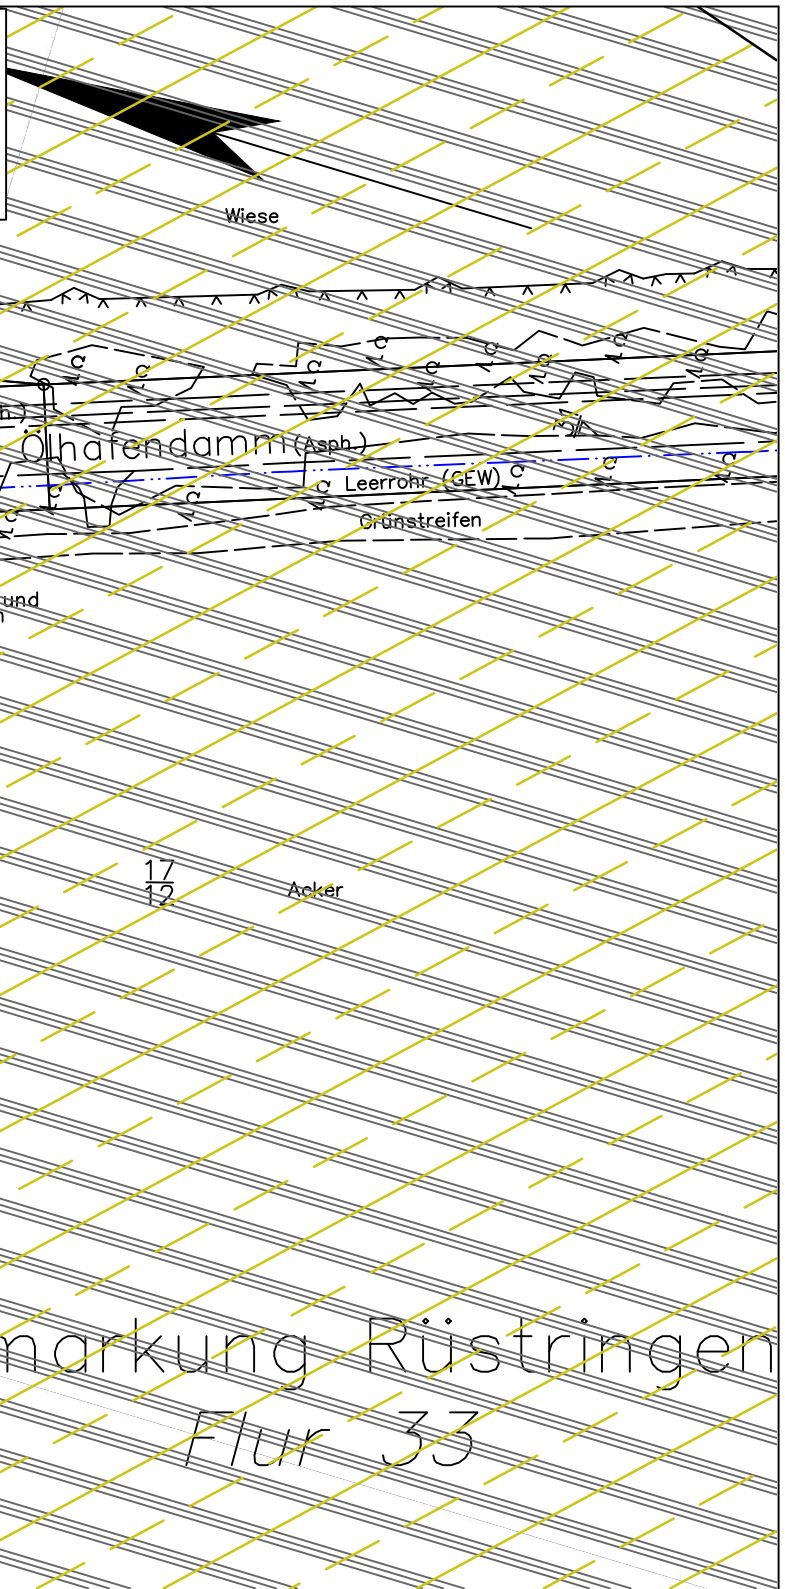 Wiese
Ölhafendamm (Asph.)
Leerrohr (GEW)
Grünstreifen
und
17
12
Acker
markung Rüstringen
Flur 33